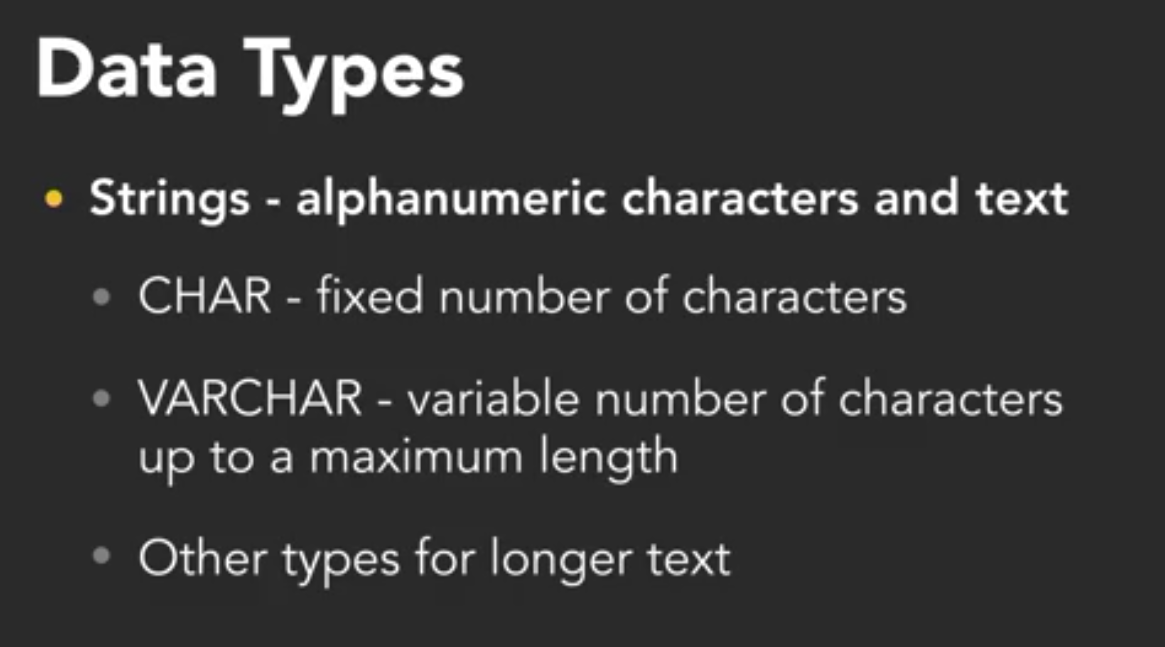 Data Types
• Strings - alphanumeric characters and text
• CHAR - fixed number of characters
• VARCHAR - variable number of characters
up to a maximum length
• Other types for longer text